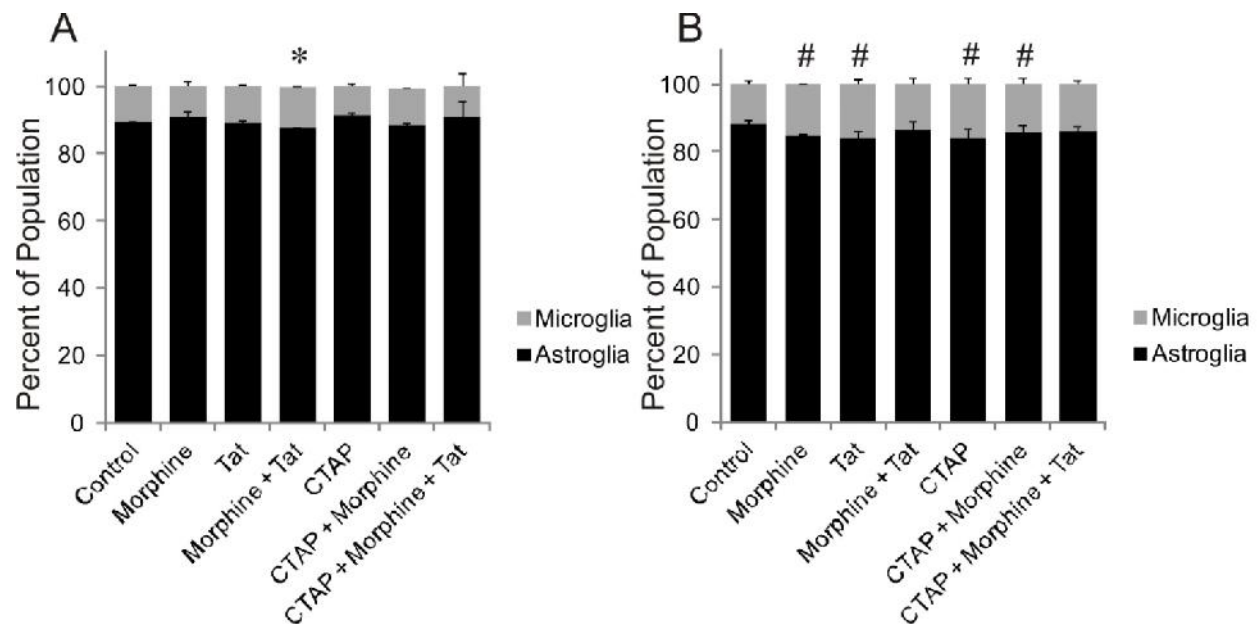 A
*
Percent of Population
100
80
60
40
20
0
Control
Morphine
Tat
Morphine + Tat
CTAP
CTAP + Morphine
CTAP + Morphine + Tat
Microglia
Astroglia
B
# # # #
Percent of Population
100
80
60
40
20
0
Control
Morphine
Tat
Morphine + Tat
CTAP
CTAP + Morphine
CTAP + Morphine + Tat
Microglia
Astroglia